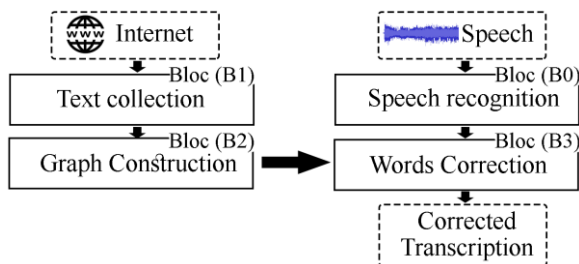 www
Internet
Bloc (B1)
Text collection
Bloc (B2)
Graph Construction
Speech
Bloc (B0)
Speech recognition
Bloc (B3)
Words Correction
Corrected
Transcription